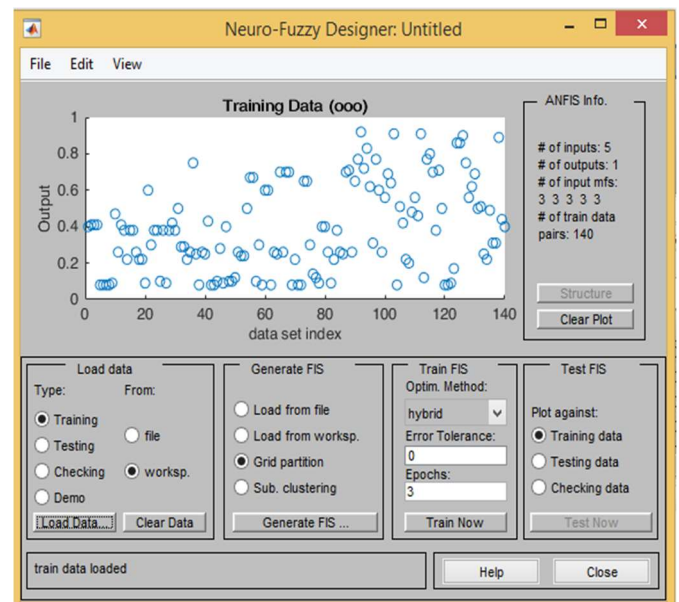 Neuro-Fuzzy Designer: Untitled
File Edit View
Training Data (ooo)
1
0.8
0.6
0.4
0.2
0
Output
0 20 40 60 80 100 120 140
data set index
ANFIS Info.
# of inputs: 5
# of outputs: 1
# of input mfs:
3 3 3 3 3
# of train data
pairs: 140
Structure
Clear Plot
Load data
Type: From:
Training
Testing
Checking
Demo
file
worksp.
Load Data...
Clear Data
Generate FIS
Load from file
Load from worksp.
Grid partition
Sub. clustering
Generate FIS ...
Train FIS
Optim. Method:
hybrid
Error Tolerance:
0
Epochs:
3
Train Now
Test FIS
Plot against:
Training data
Testing data
Checking data
Test Now
train data loaded
Help
Close